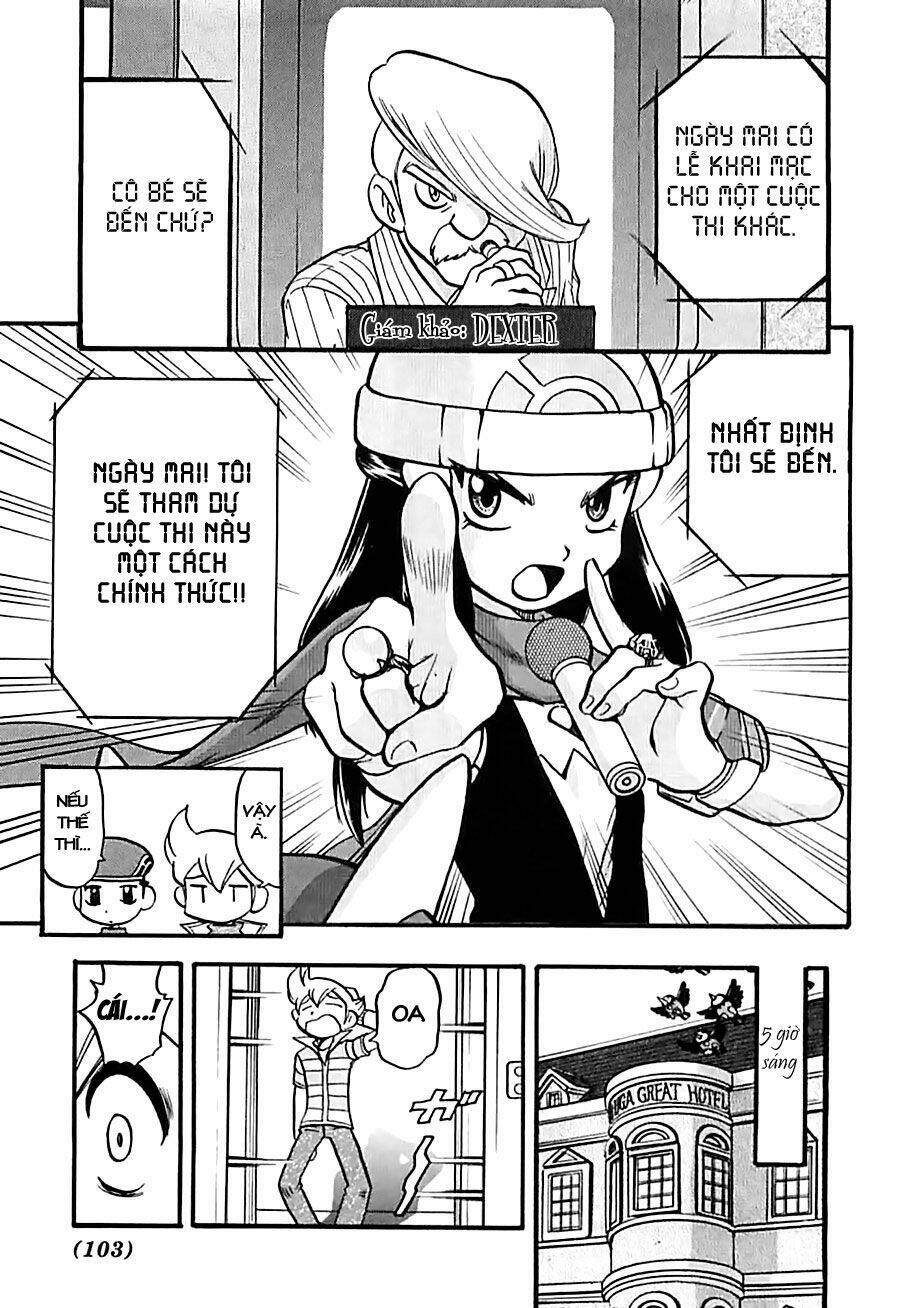 NGÀY MAI CÓ
LỄ KHAI MẠC
CHO MỘT CUỘC
THI KHÁC.
CÔ BÉ SẼ
ĐẾN CHỨ?
Giám khảo: DEXTER
NHẤT ĐỊNH
TÔI SẼ ĐẾN.
NGÀY MAI! TÔI
SẼ THAM DỰ
CUỘC THI NÀY
MỘT CÁCH
CHÍNH THỨC!!
VẬY
À.
NẾU
THẾ
THÌ...
5 giờ
sáng
GREAT HOTEL
OA
ガチ
CÁI...!
(103)